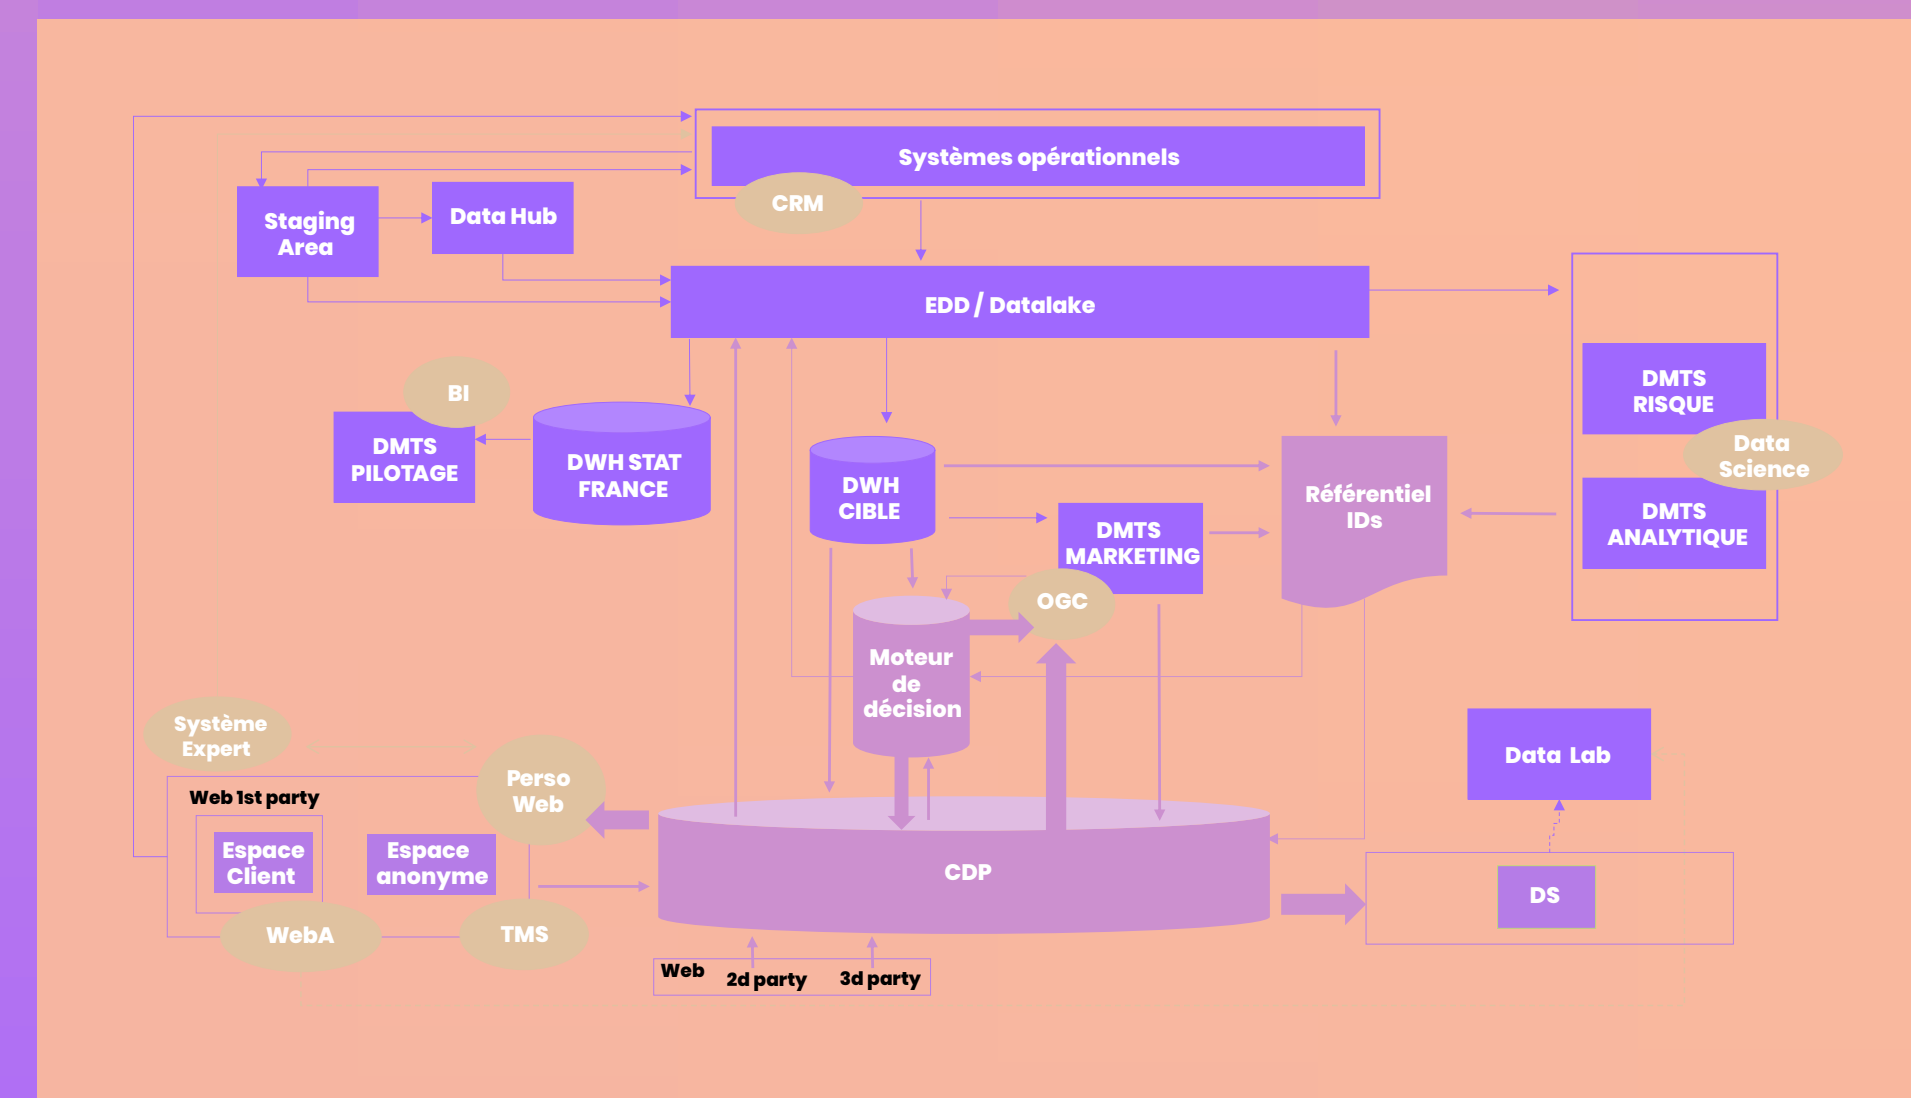 Systèmes opérationnels
CRM
Staging
Area
Data Hub
EDD / Datalake
BI
DMTS
PILOTAGE
DWH STAT
FRANCE
DWH
CIBLE
DMTS
MARKETING
OGC
Référentiel
IDs
DMTS
RISQUE
Data
Science
DMTS
ANALYTIQUE
Moteur
de
décision
Système
Expert
Perso
Web
Web 1st party
Espace
Client
Espace
anonyme
WebA
TMS
CDP
Data Lab
DS
Web
2d party
3d party